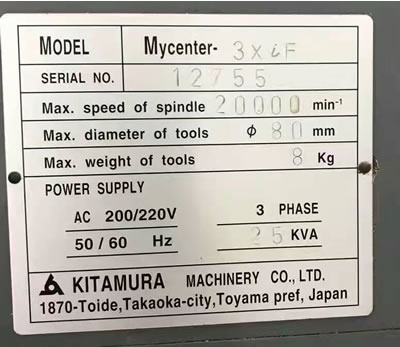 MODEL Mycenter- 3XiF
SERIAL NO. 12755
Max. speed of spindle 20000 min-1
Max. diameter of tools ϕ 80 mm
Max. weight of tools 8 Kg
POWER SUPPLY
AC 200/220V 3 PHASE
50/60 Hz 25 KVA
KITAMURA MACHINERY CO., LTD.
1870-Toide,Takaoka-city,Toyama pref, Japan